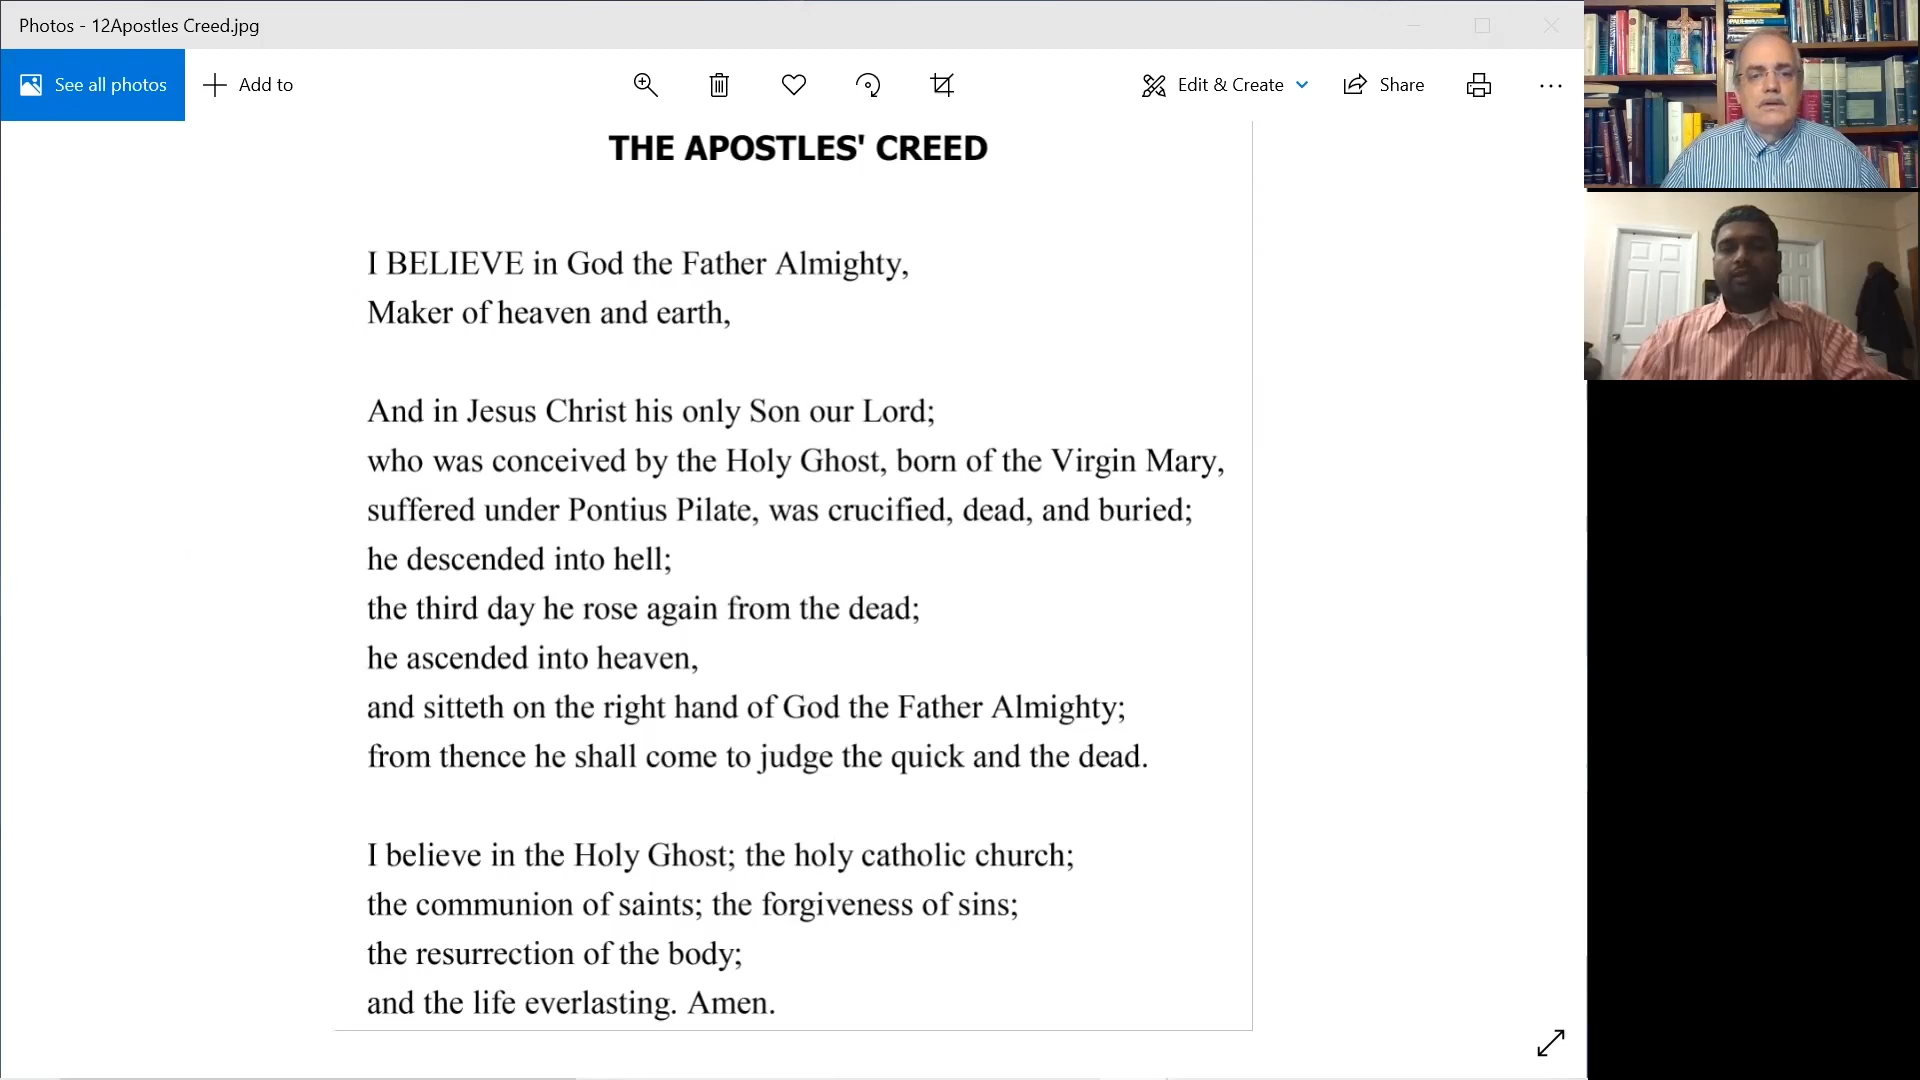 Photos - 12Apostles Creed.jpg
See all photos
Add to
Edit & Create
Share
THE APOSTLES' CREED
I BELIEVE in God the Father Almighty,
Maker of heaven and earth,
And in Jesus Christ his only Son our Lord;
who was conceived by the Holy Ghost, born of the Virgin Mary,
suffered under Pontius Pilate, was crucified, dead, and buried;
he descended into hell;
the third day he rose again from the dead;
he ascended into heaven,
and sitteth on the right hand of God the Father Almighty;
from thence he shall come to judge the quick and the dead.
I believe in the Holy Ghost; the holy catholic church;
the communion of saints; the forgiveness of sins;
the resurrection of the body;
and the life everlasting. Amen.